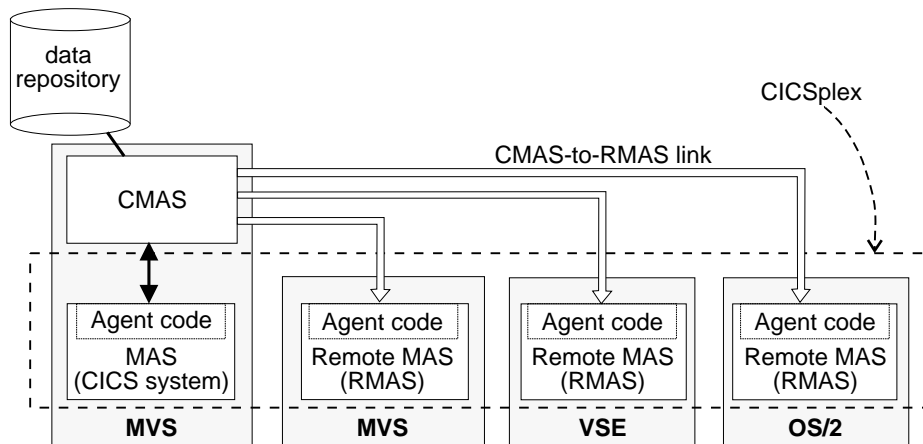 data
repository
CICSplex
CMAS-to-RMAS link
CMAS
Agent code
MAS
(CICS system)
Agent code
Remote MAS
(RMAS)
Agent code
Remote MAS
(RMAS)
Agent code
Remote MAS
(RMAS)
MVS
MVS
VSE
OS/2